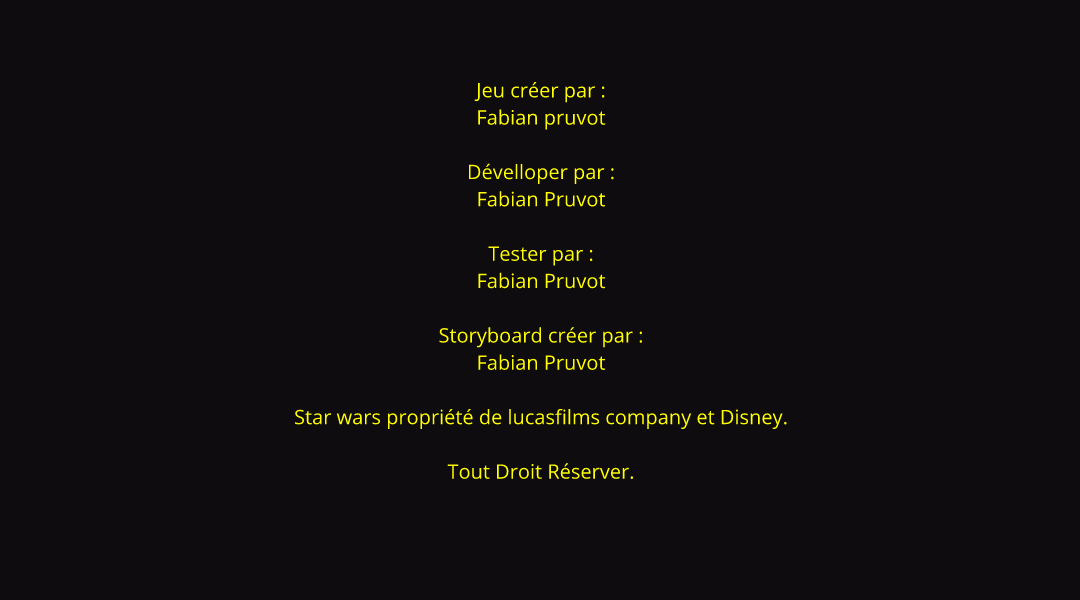 Jeu créer par :
Fabian pruvot
Dévelloper par :
Fabian Pruvot
Tester par :
Fabian Pruvot
Storyboard créer par :
Fabian Pruvot
Star wars propriété de lucasfilms company et Disney.
Tout Droit Réserver.